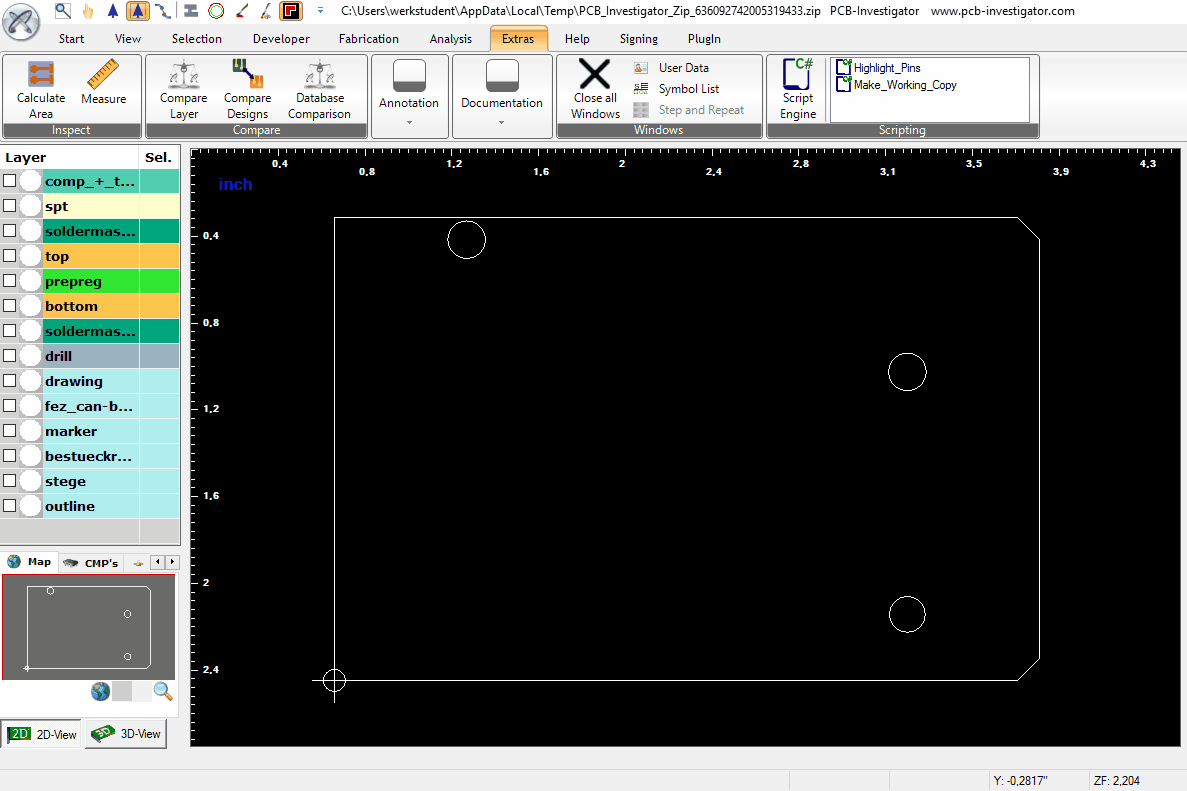 C:\Users\werkstudent\AppData\Local\Temp\PCB_Investigator_Zip_636092742005319433.zip PCB-Investigator www.pcb-investigator.com
Start View Selection Developer Fabrication Analysis Extras Help Signing PlugIn
Calculate Area
Measure
Inspect
Compare Layer
Compare Designs
Database Comparison
Compare
Annotation
Documentation
Close all Windows
User Data
Symbol List
Step and Repeat
Windows
C#
Script Engine
Highlight_Pins
Make_Working_Copy
Scripting
Layer Sel.
comp_+_t...
spt
soldermas...
top
prepreg
bottom
soldermas...
drill
drawing
fez_can-b...
marker
bestueckr...
stege
outline
0,4 0,8 1,2 1,6 2 2,4 2,8 3,1 3,5 3,9 4,3
inch
0,4
0,8
1,2
1,6
2
2,4
Map CMP's
2D 2D-View 3D 3D-View
Y: -0,2817" ZF: 2,204